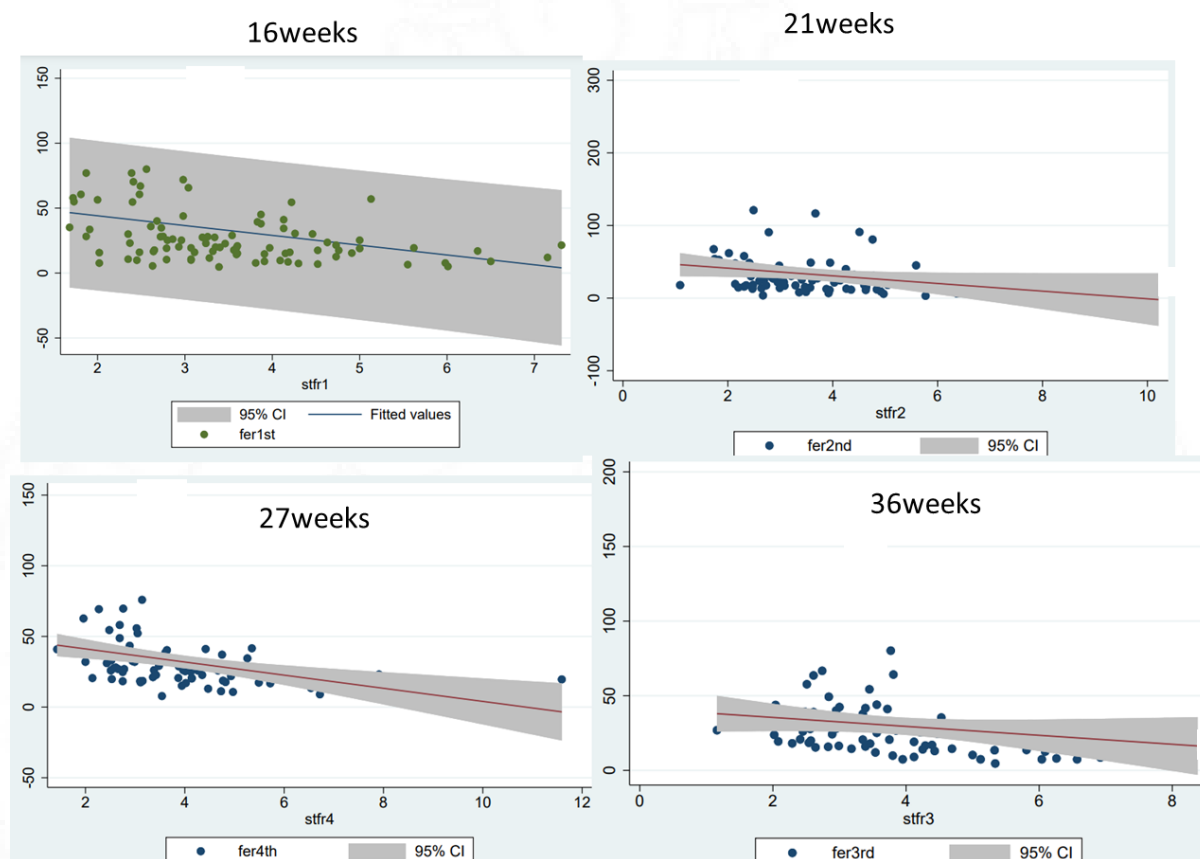 16weeks
150
100
50
0
-50
2 3 4 5 6 7
stfr1
95% CI Fitted values
fer1st
21weeks
300
200
100
0
-100
0 2 4 6 8 10
stfr2
fer2nd 95% CI
27weeks
150
100
50
0
-50
2 4 6 8 10 12
stfr4
fer4th 95% CI
36weeks
200
150
100
50
0
0 2 4 6 8
stfr3
fer3rd 95% CI